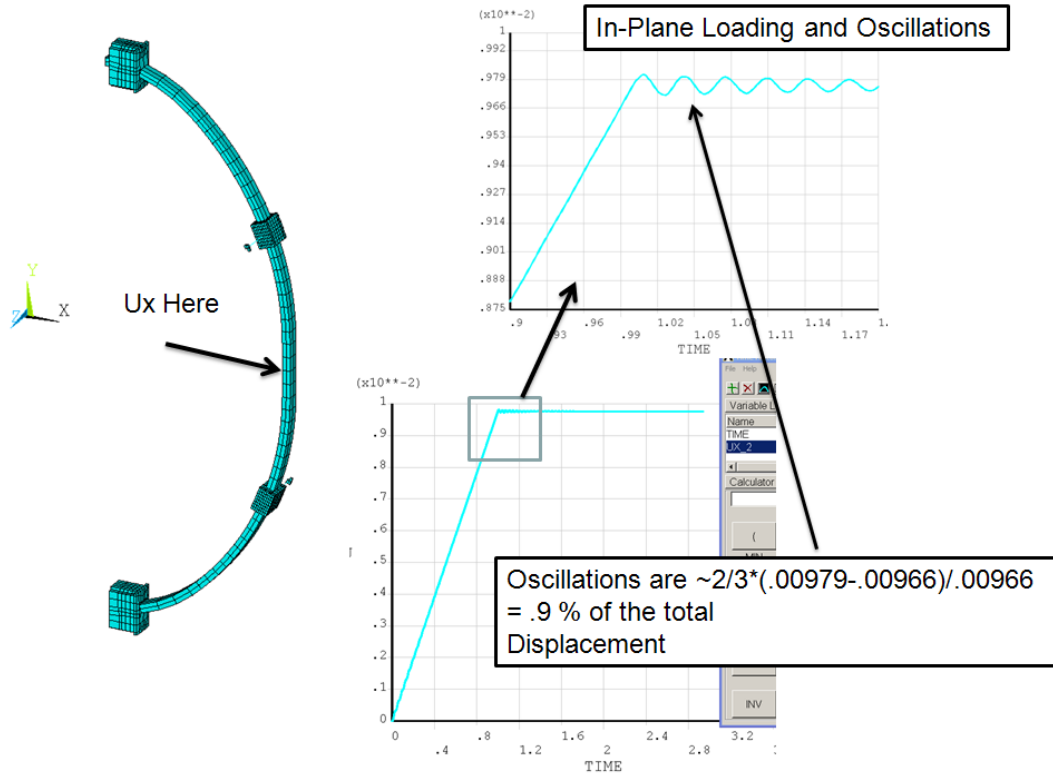 (x10**-2)
In-Plane Loading and Oscillations
1
.992
.979
.966
.953
.94
.927
.914
.901
.888
.875
.9
.93
.96
.99
1.02
1.05
1.11
1.14
1.17
TIME
Y
Z
X
Ux Here
(x10**-2)
1
.9
.8
.7
.6
.5
.4
.3
.2
.1
0
0
.4
.8
1.2
1.6
2
2.4
2.8
3.2
TIME
File Help
Variable L
Name
TIME
UX_2
Calculator
(
MIN
INV
Oscillations are ~2/3*(.00979-.00966)/.00966
= .9 % of the total
Displacement